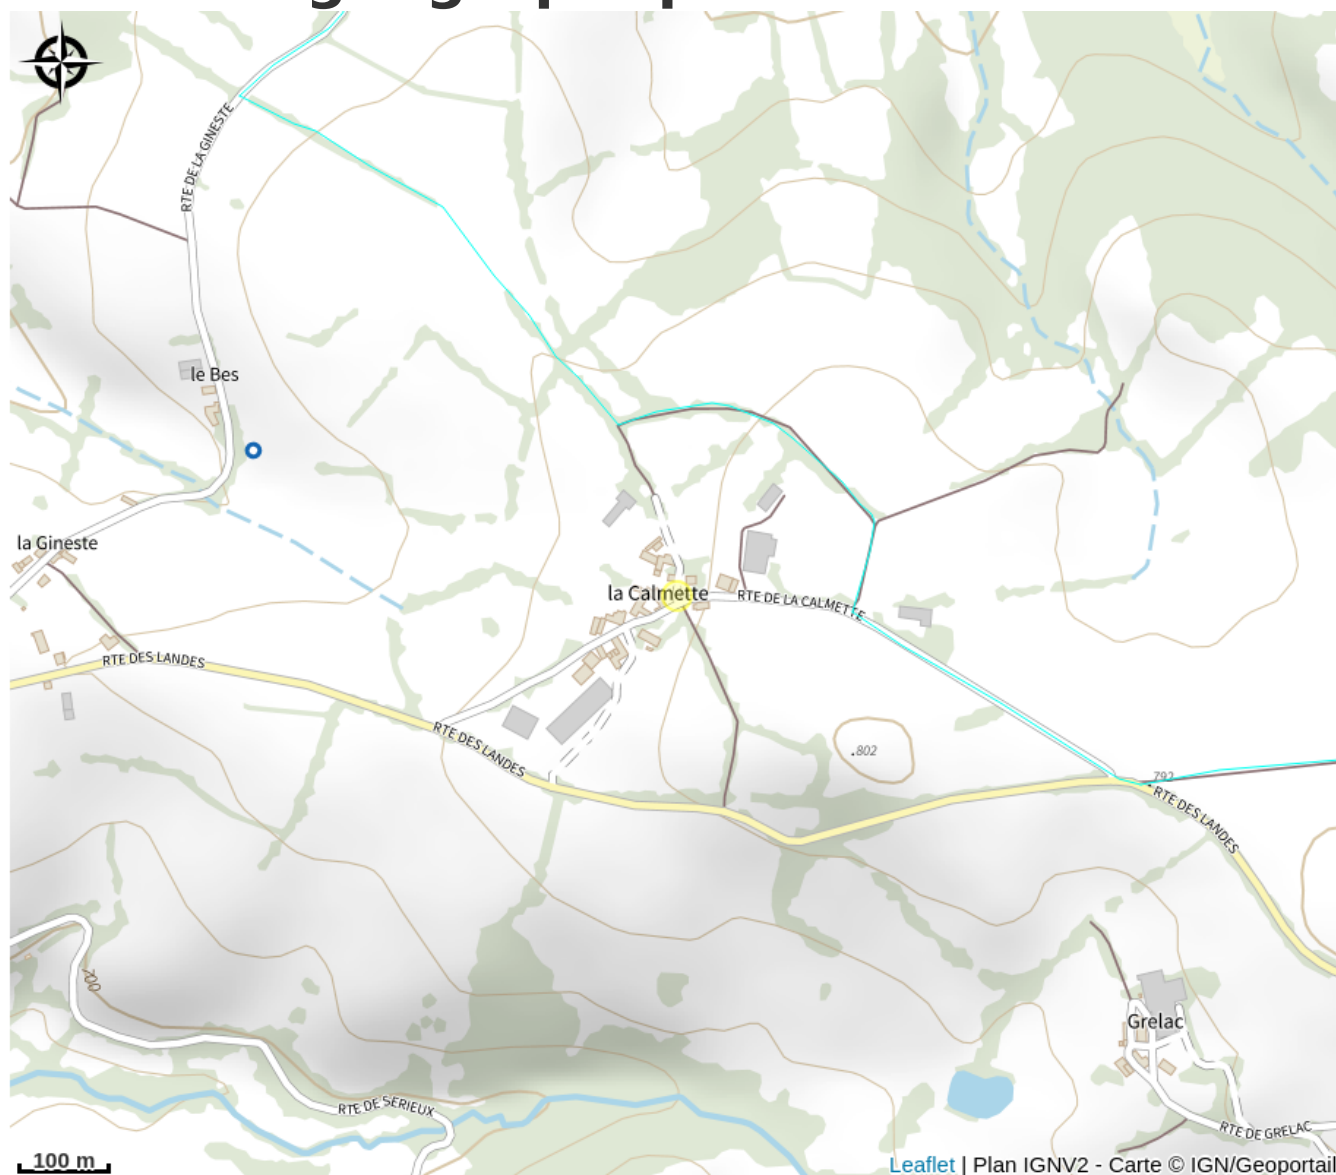 RTE DE LA GINESTE
le Bes
la Gineste
la Calmette
RTE DE LA CALMETTE
RTE DES LANDES
RTE DES LANDES
802
792
RTE DES LANDES
700
Grelac
RTE DE SERIEUX
RTE DE GRELAC
100 m
Leaflet | Plan IGNV2 - Carte © IGN/Geoportail